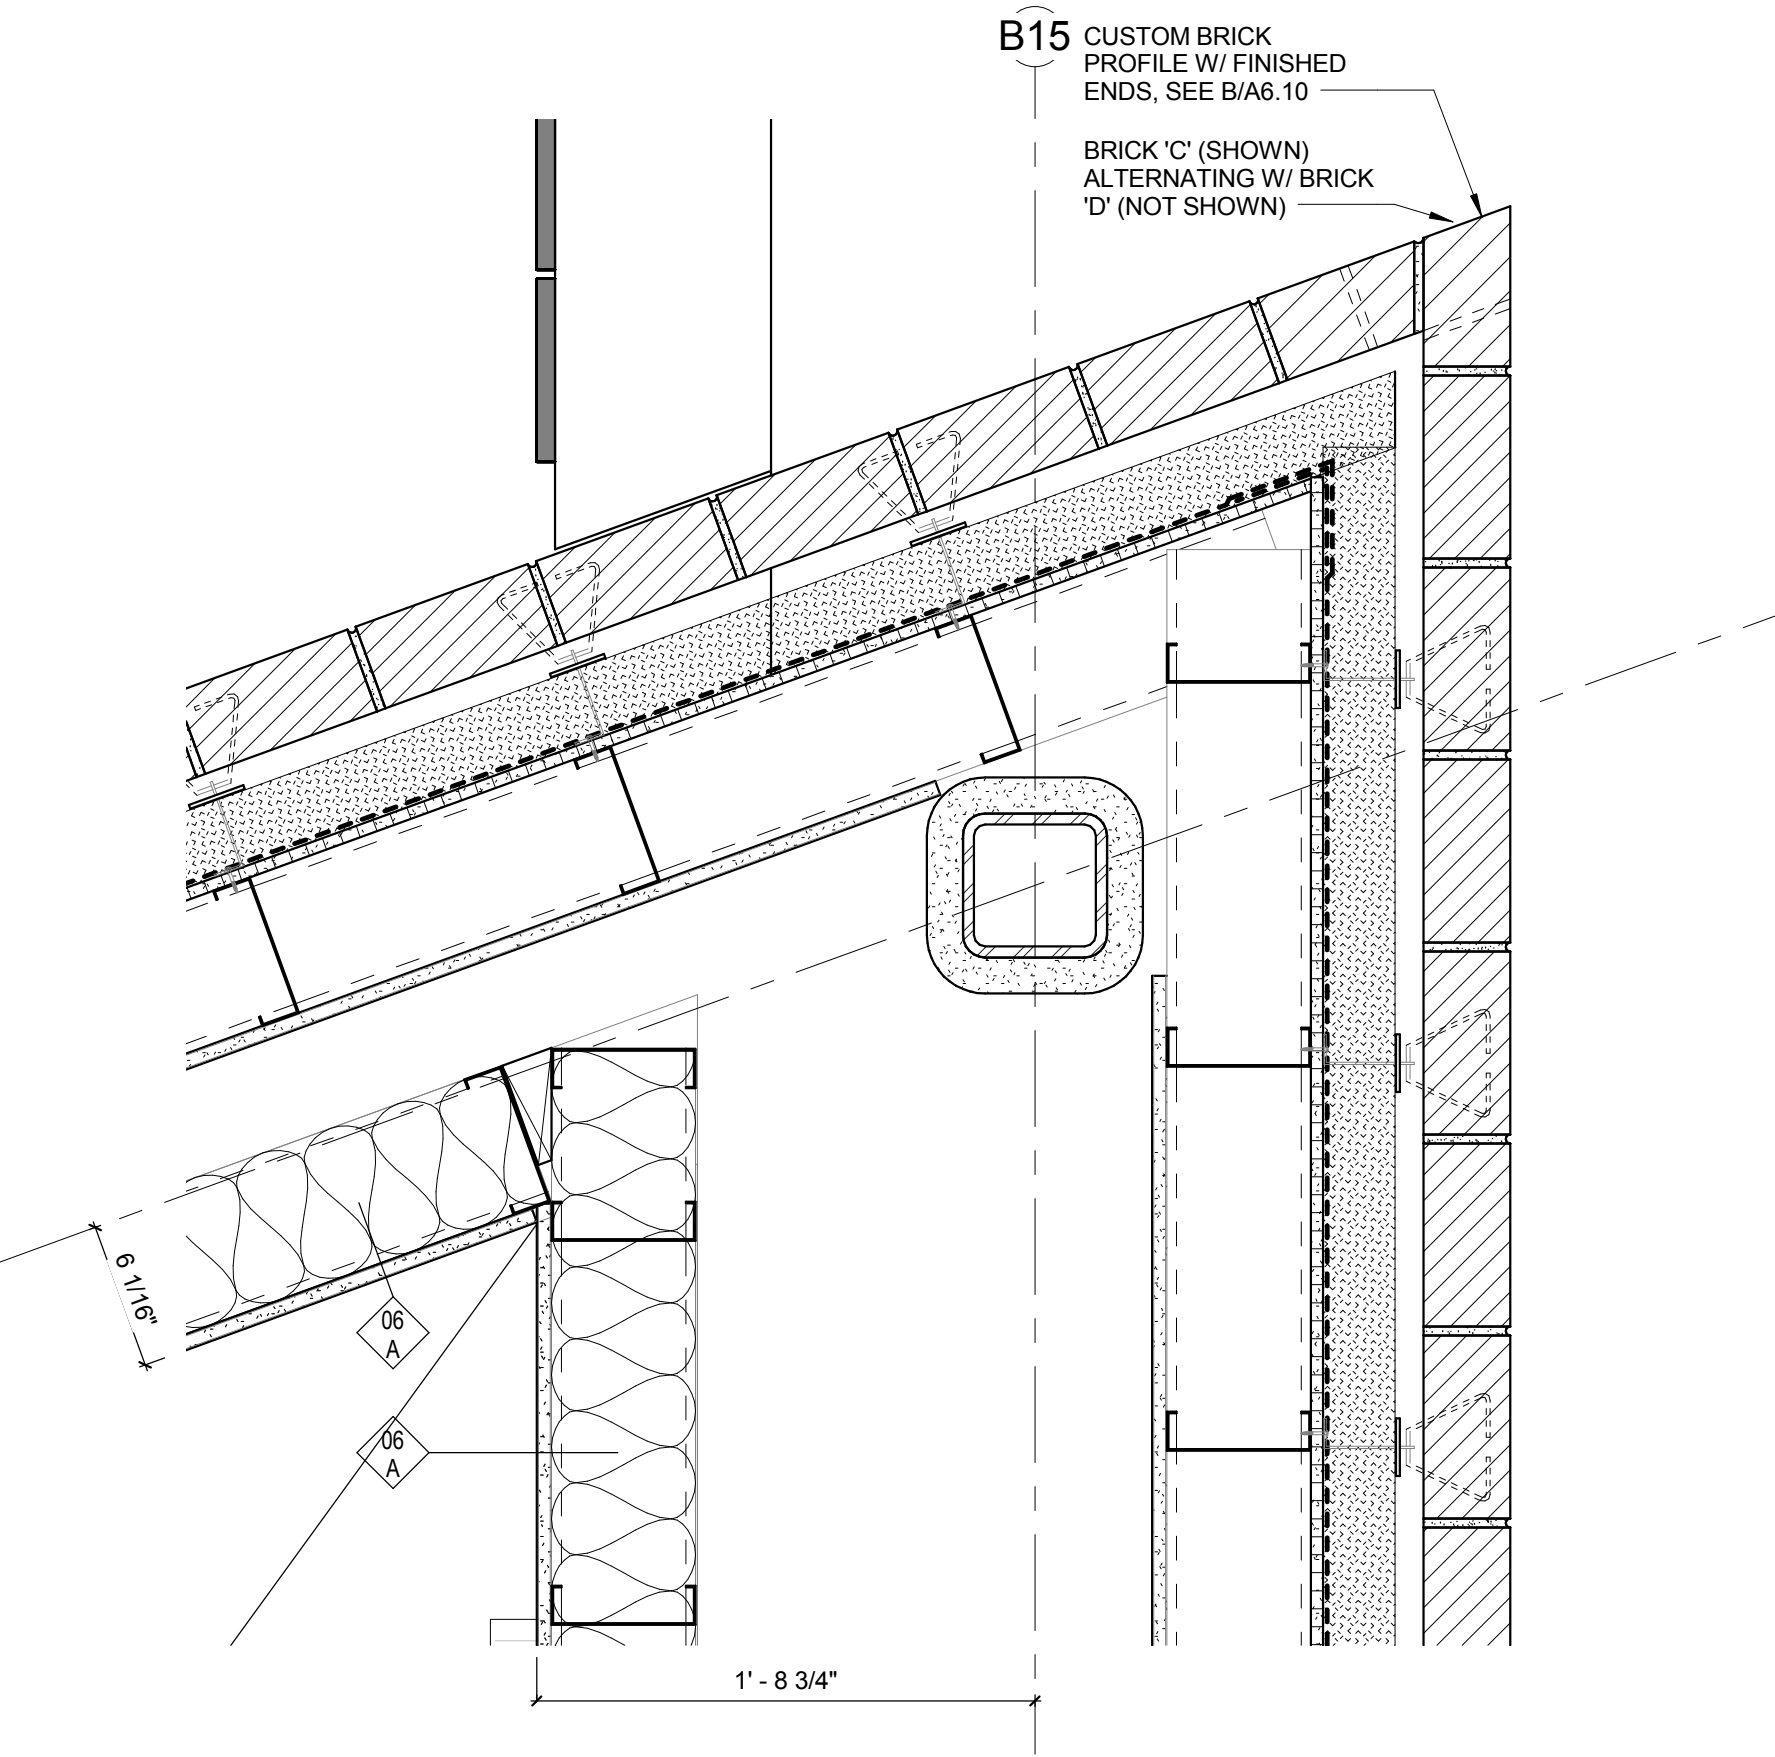 B15
CUSTOM BRICK
PROFILE W/ FINISHED
ENDS, SEE B/A6.10
BRICK 'C' (SHOWN)
ALTERNATING W/ BRICK
'D' (NOT SHOWN)
6 1/16"
06
A
06
A
1' - 8 3/4"